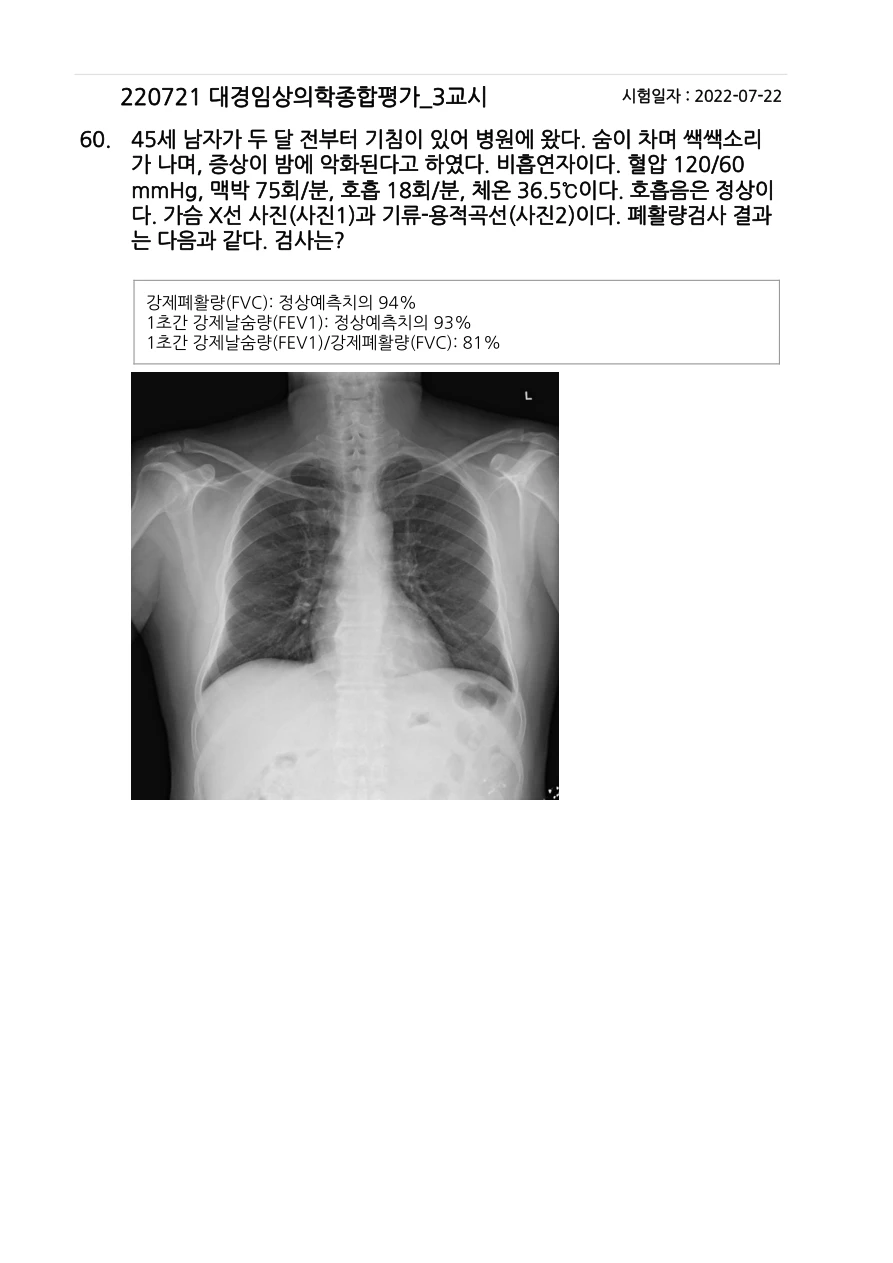 220721 대경임상의학종합평가_3교시
시험일자 : 2022-07-22
60. 45세 남자가 두 달 전부터 기침이 있어 병원에 왔다. 숨이 차며 쌕쌕소리
가 나며, 증상이 밤에 악화된다고 하였다. 비흡연자이다. 혈압 120/60
mmHg, 맥박 75회/분, 호흡 18회/분, 체온 36.5℃이다. 호흡음은 정상이
다. 가슴 X선 사진(사진1)과 기류-용적곡선(사진2)이다. 폐활량검사 결과
는 다음과 같다. 검사는?
강제폐활량(FVC): 정상예측치의 94%
1초간 강제날숨량(FEV1): 정상예측치의 93%
1초간 강제날숨량(FEV1)/강제폐활량(FVC): 81%
L